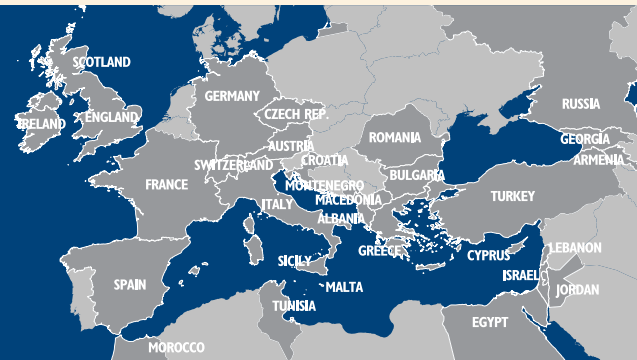 SCOTLAND
IRELAND
ENGLAND
GERMANY
CZECH REP.
RUSSIA
AUSTRIA
ROMANIA
GEORGIA
SWITZERLAND
CROATIA
ARMENIA
FRANCE
MONTENEGRO
BULGARIA
ITALY
MACEDONIA
TURKEY
ALBANIA
SICILY
GREECE
CYPRUS
LEBANON
SPAIN
MALTA
ISRAEL
JORDAN
TUNISIA
EGYPT
MOROCCO